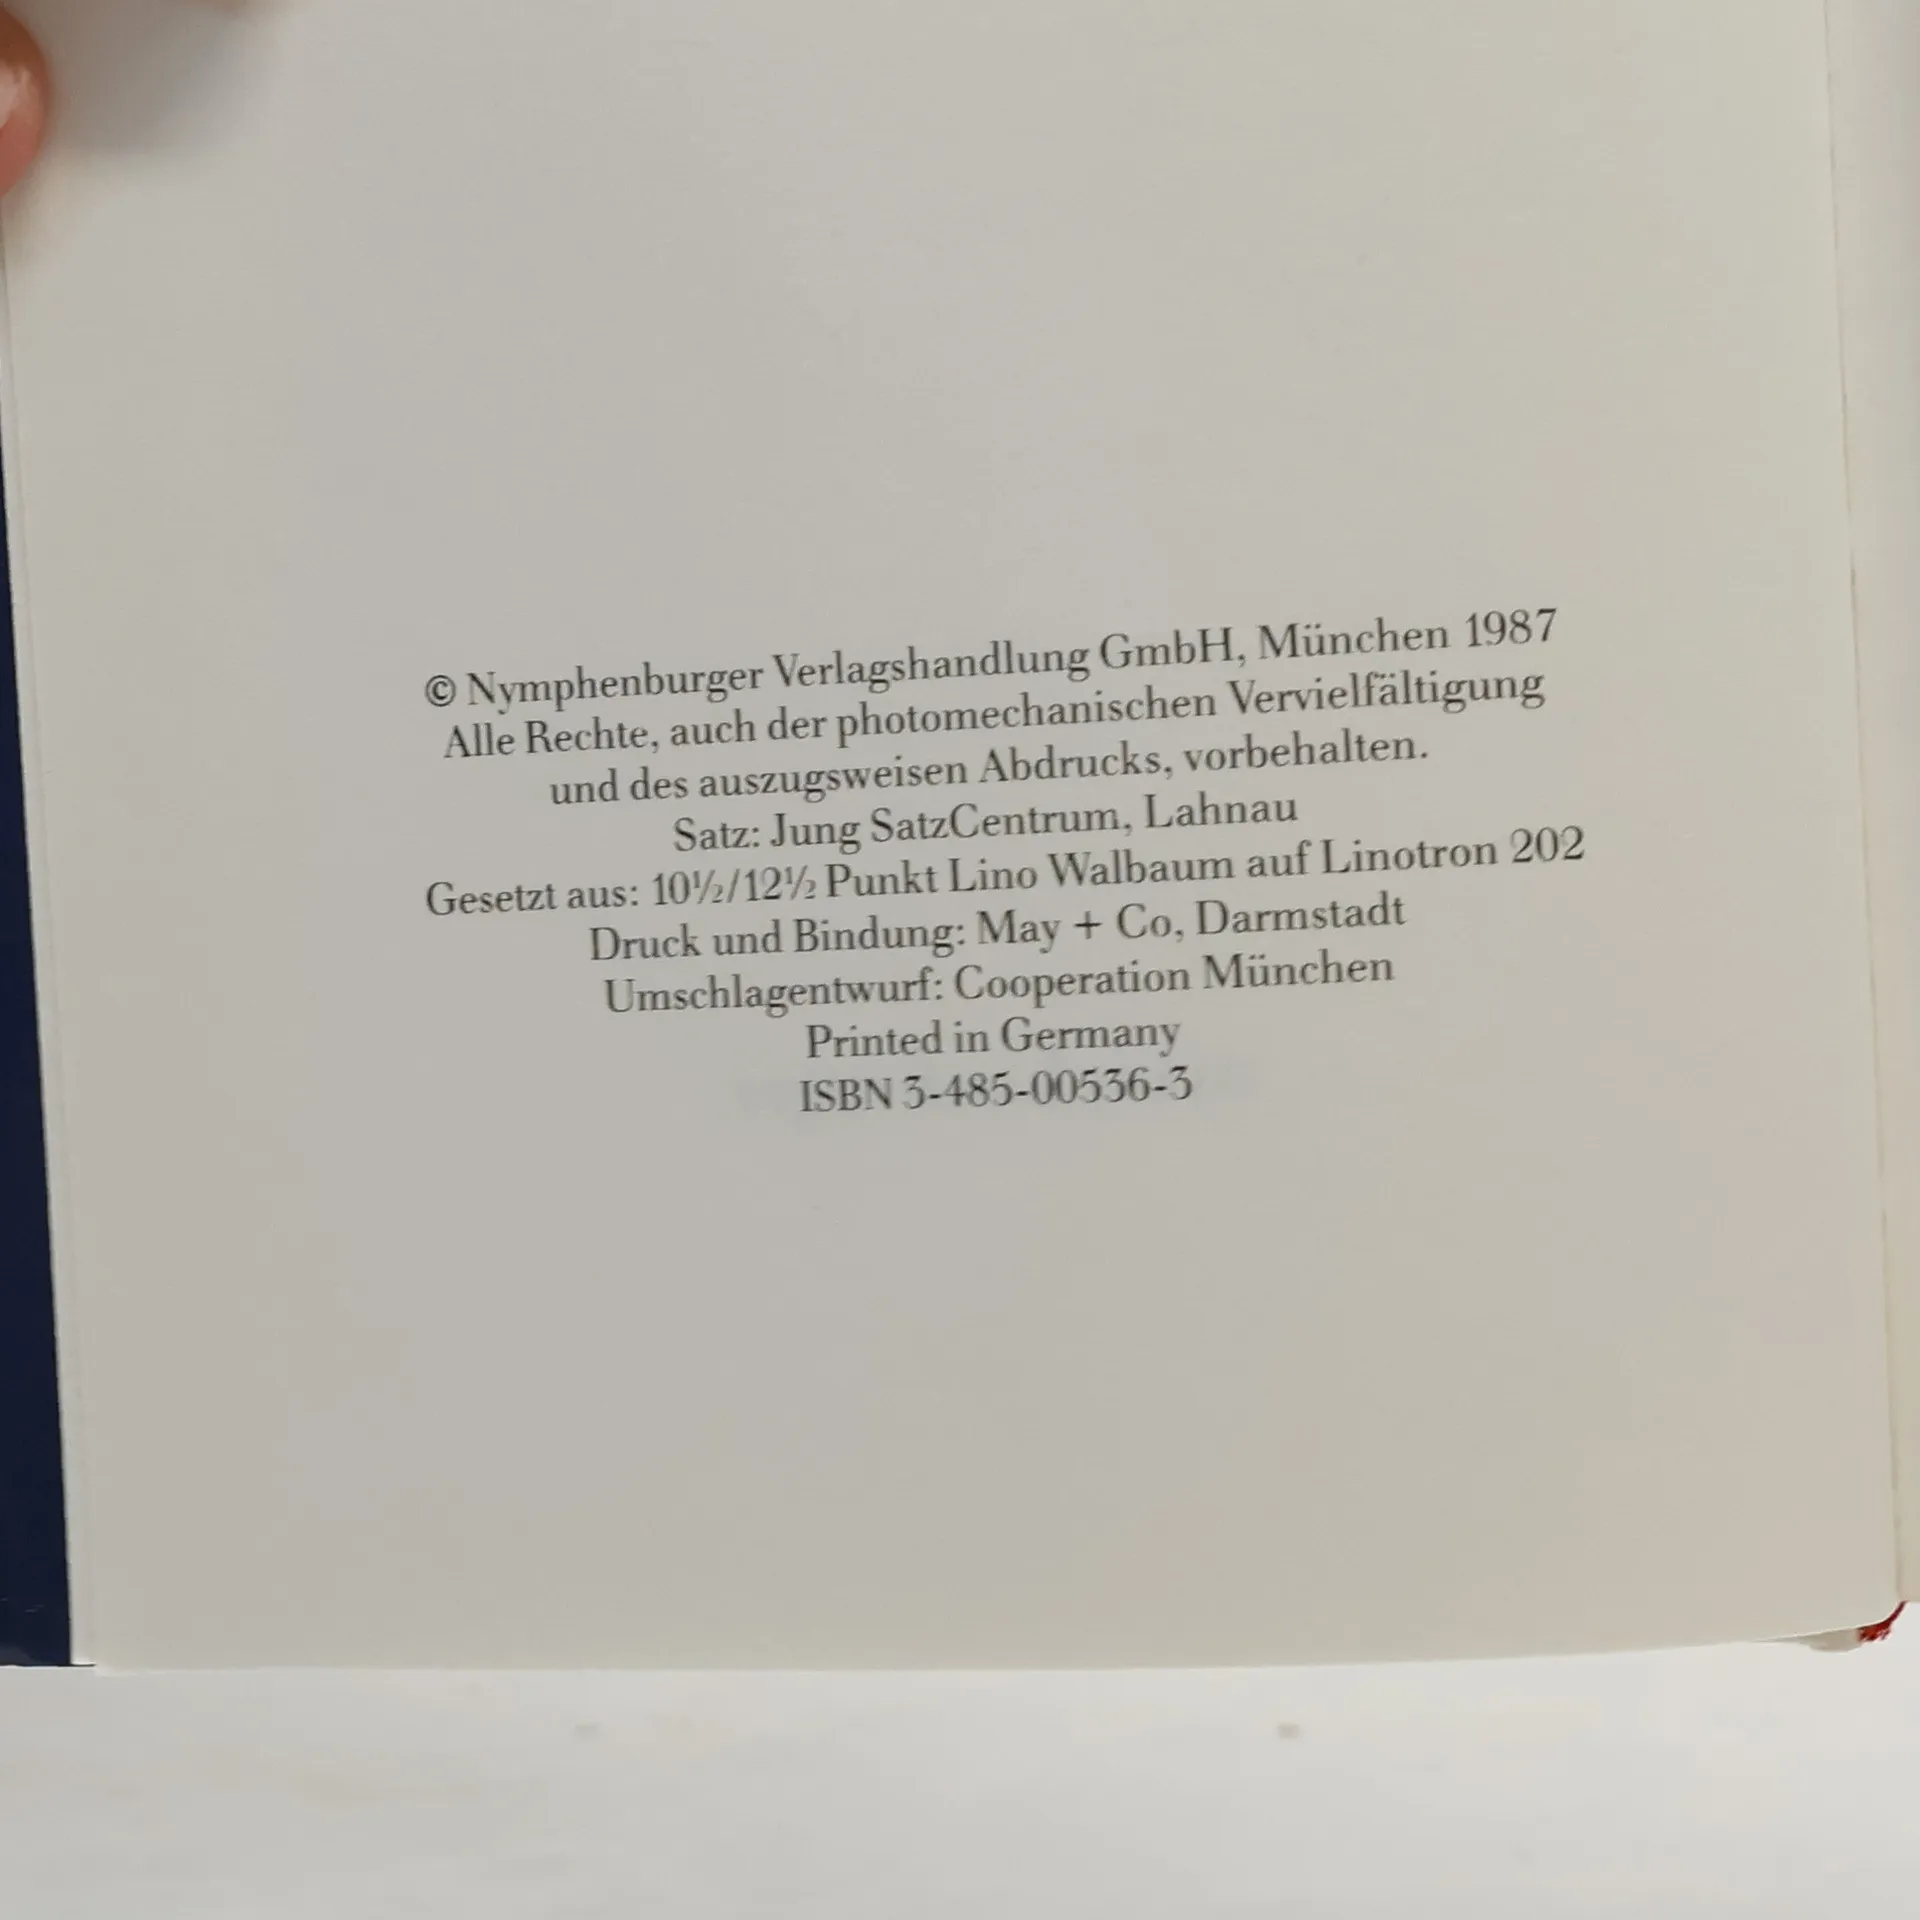 © Nymphenburger Verlagshandlung GmbH, München 1987
Alle Rechte, auch der photomechanischen Vervielfältigung
und des auszugsweisen Abdrucks, vorbehalten.
Satz: Jung SatzCentrum, Lahnau
Gesetzt aus: 10½/12½ Punkt Lino Walbaum auf Linotron 202
Druck und Bindung: May + Co, Darmstadt
Umschlagentwurf: Cooperation München
Printed in Germany
ISBN 3-485-00536-3